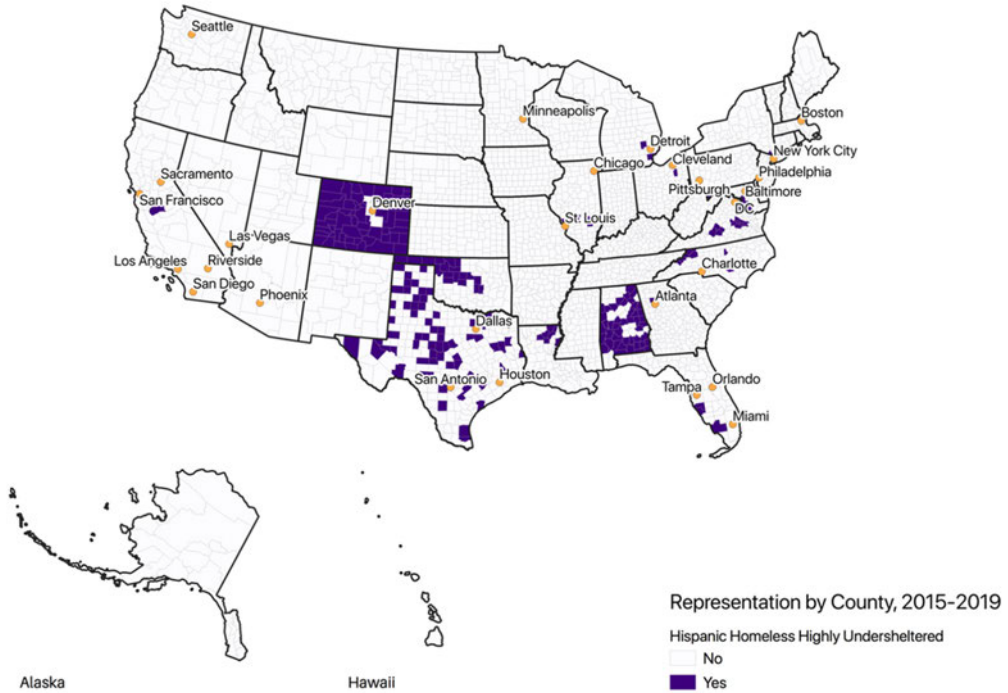 Seattle
Minneapolis
Boston
Detroit
New York City
Chicago
Cleveland
Philadelphia
Sacramento
Pittsburgh
Baltimore
San Francisco
Denver
St. Louis
DC
Las Vegas
Los Angeles
Riverside
Charlotte
San Diego
Phoenix
Atlanta
Dallas
San Antonio
Houston
Orlando
Tampa
Miami
Representation by County, 2015-2019
Hispanic Homeless Highly Undersheltered
No
Yes
Alaska
Hawaii